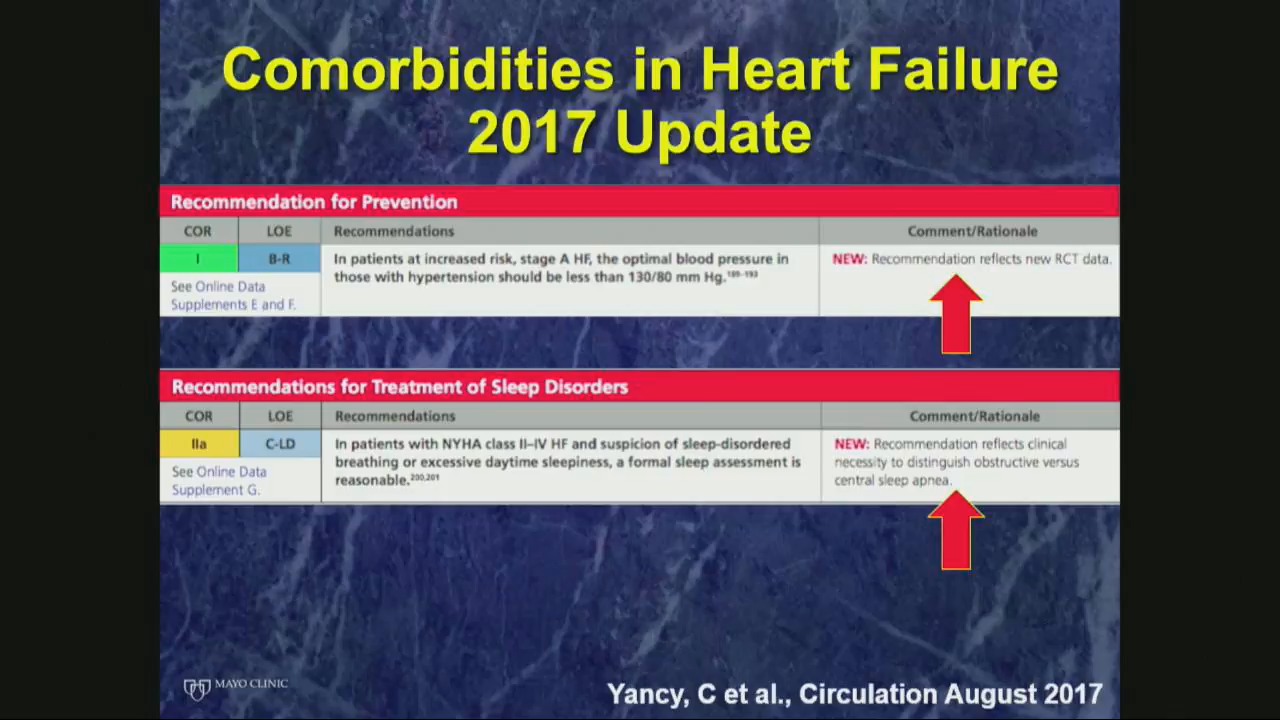 Comorbidities in Heart Failure
2017 Update
Recommendation for Prevention
COR LOE Recommendations Comment/Rationale
I B-R In patients at increased risk, stage A HF, the optimal blood pressure in NEW: Recommendation reflects new RCT data.
those with hypertension should be less than 130/80 mm Hg.189–193
See Online Data
Supplements E and F.
Recommendations for Treatment of Sleep Disorders
COR LOE Recommendations Comment/Rationale
IIa C-LD In patients with NYHA class II–IV HF and suspicion of sleep-disordered NEW: Recommendation reflects clinical
breathing or excessive daytime sleepiness, a formal sleep assessment is necessity to distinguish obstructive versus
See Online Data reasonable.200,201 central sleep apnea.
Supplement G.
MAYO CLINIC
Yancy, C et al., Circulation August 2017